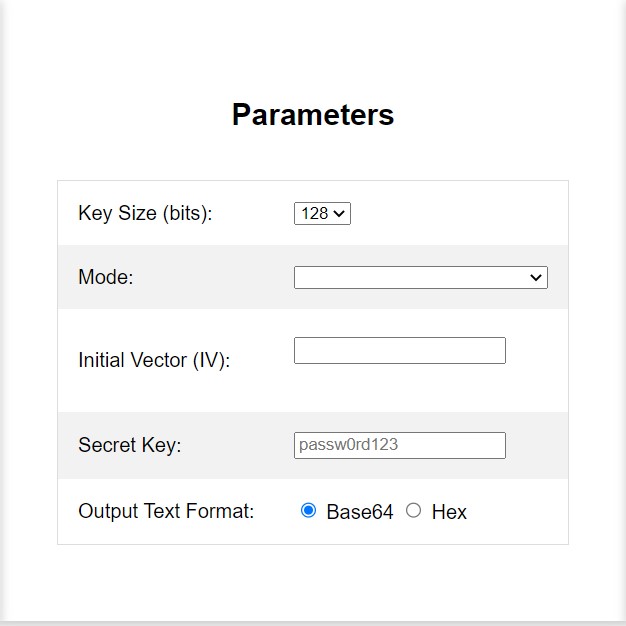 Parameters
Key Size (bits): 128
Mode:
Initial Vector (IV):
Secret Key: passw0rd123
Output Text Format: Base64 Hex